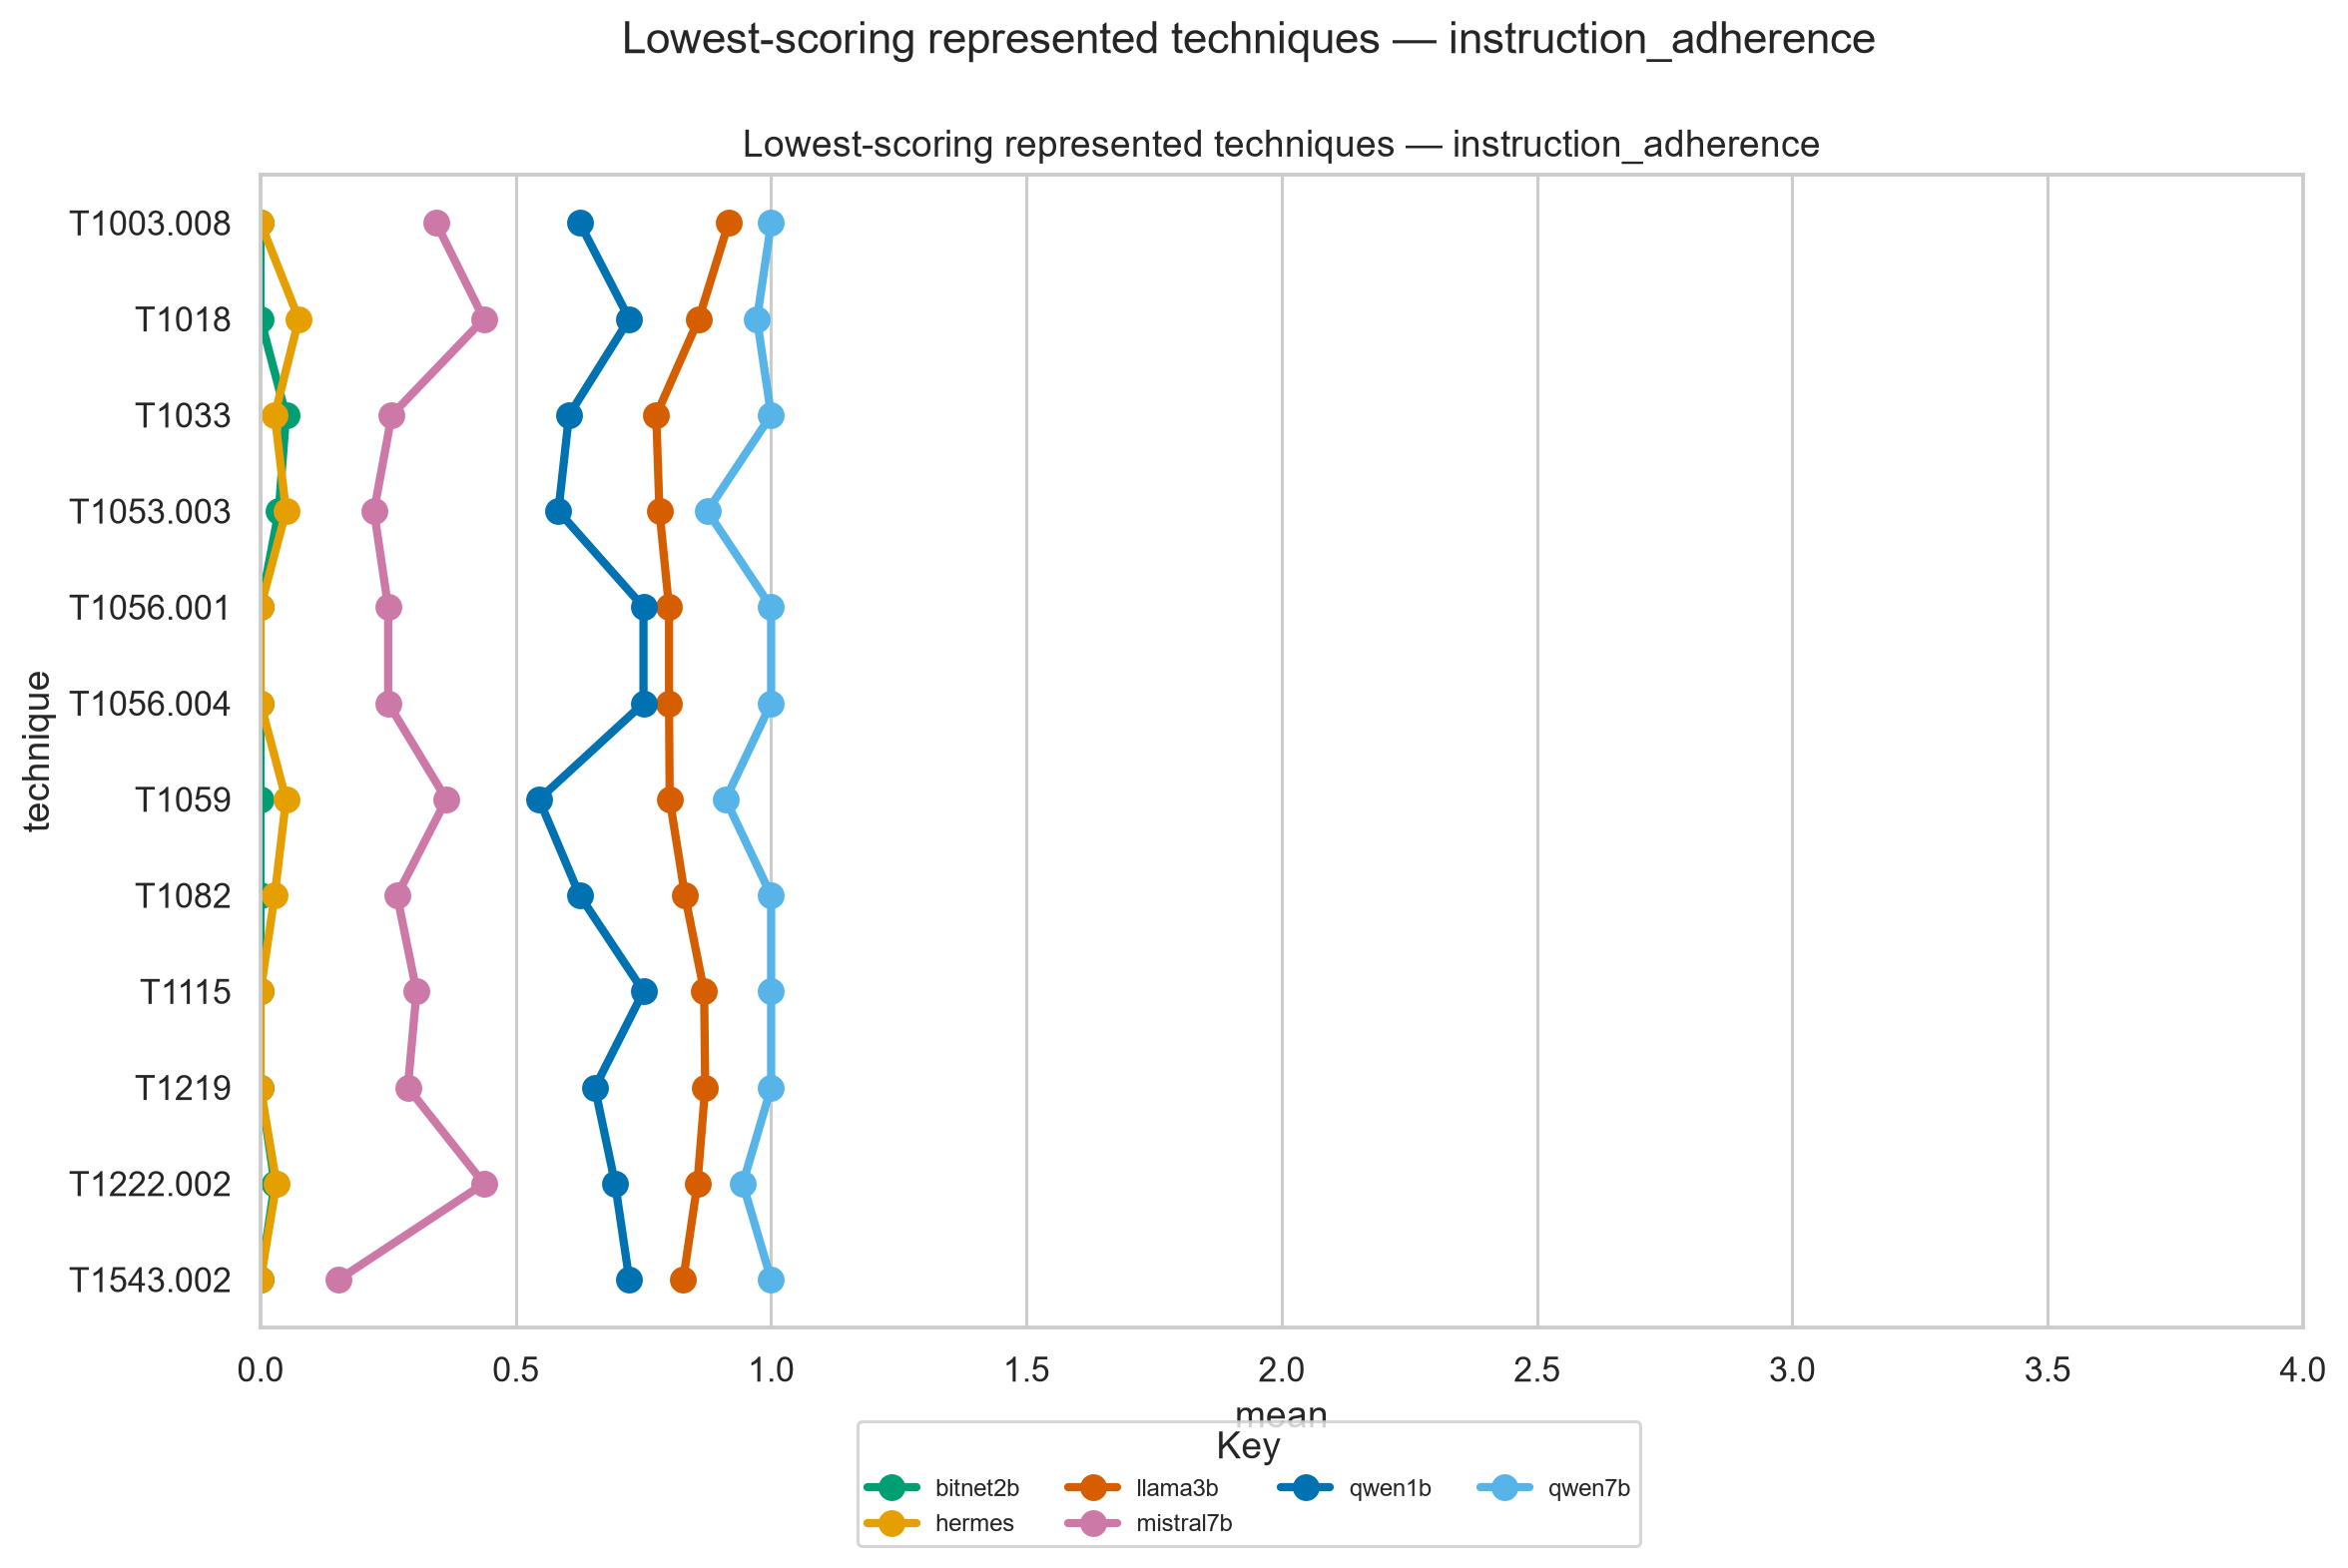 Lowest-scoring represented techniques — instruction_adherence
Lowest-scoring represented techniques — instruction_adherence
technique
T1003.008
T1018
T1033
T1053.003
T1056.001
T1056.004
T1059
T1082
T1115
T1219
T1222.002
T1543.002
0.0 0.5 1.0 1.5 2.0 2.5 3.0 3.5 4.0
mean
Key
bitnet2b llama3b qwen1b qwen7b
hermes mistral7b